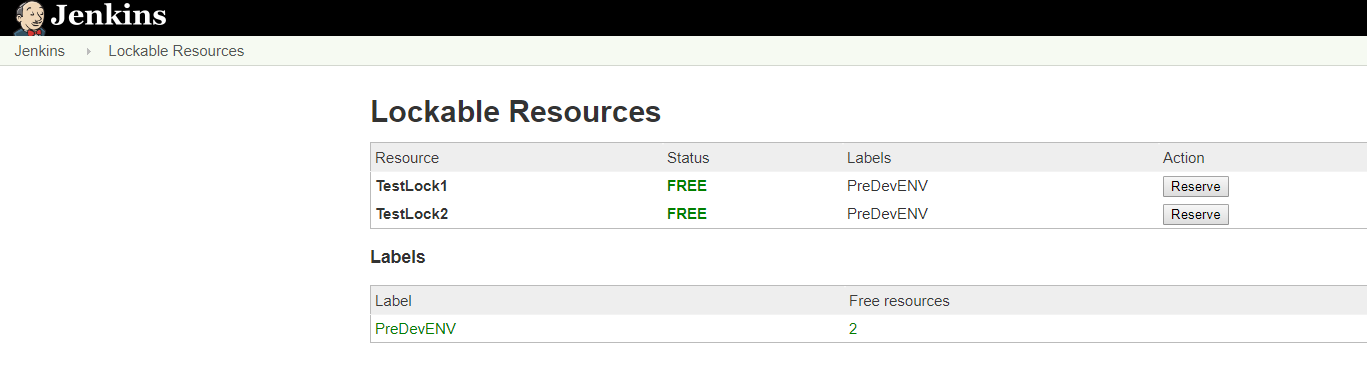 Jenkins
Jenkins Lockable Resources
Lockable Resources
Resource Status Labels Action
TestLock1 FREE PreDevENV Reserve
TestLock2 FREE PreDevENV Reserve
Labels
Label Free resources
PreDevENV 2